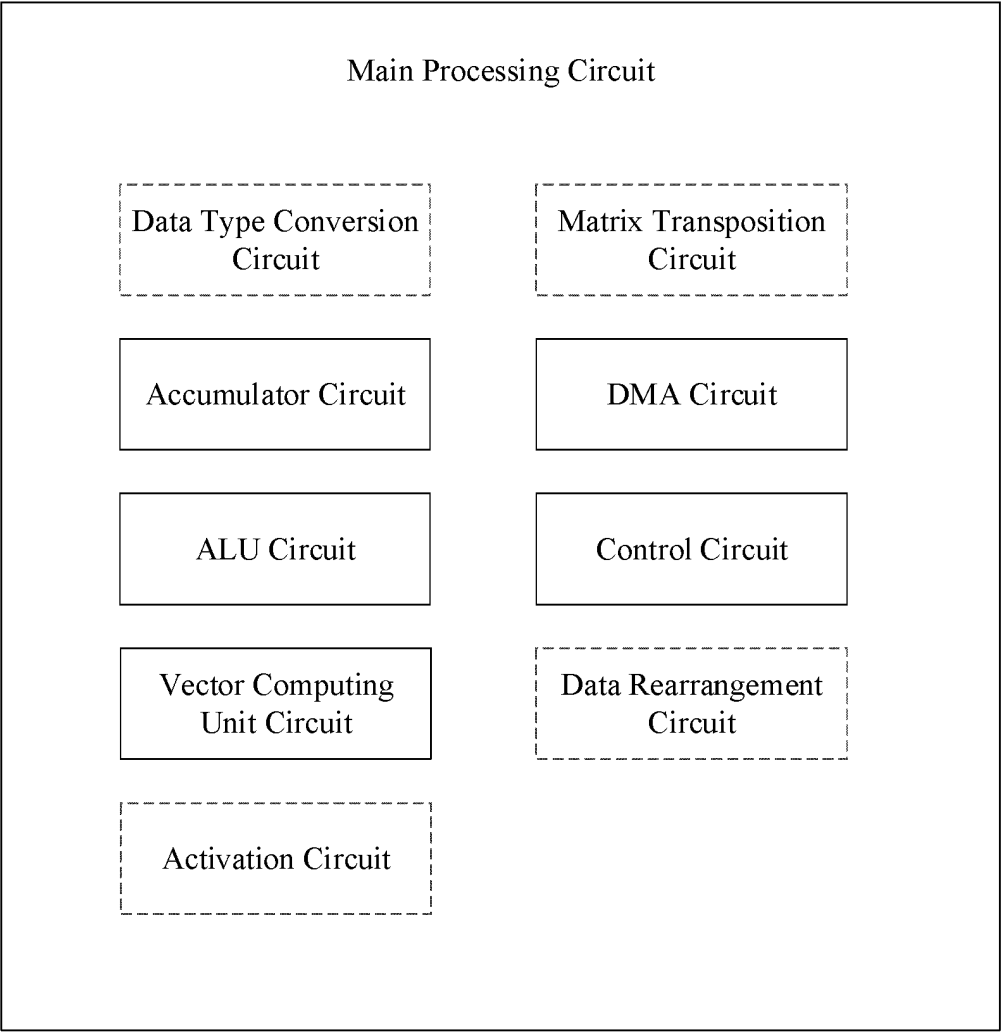 Main Processing Circuit
Data Type Conversion
Circuit
Matrix Transposition
Circuit
Accumulator Circuit
DMA Circuit
ALU Circuit
Control Circuit
Vector Computing
Unit Circuit
Data Rearrangement
Circuit
Activation Circuit